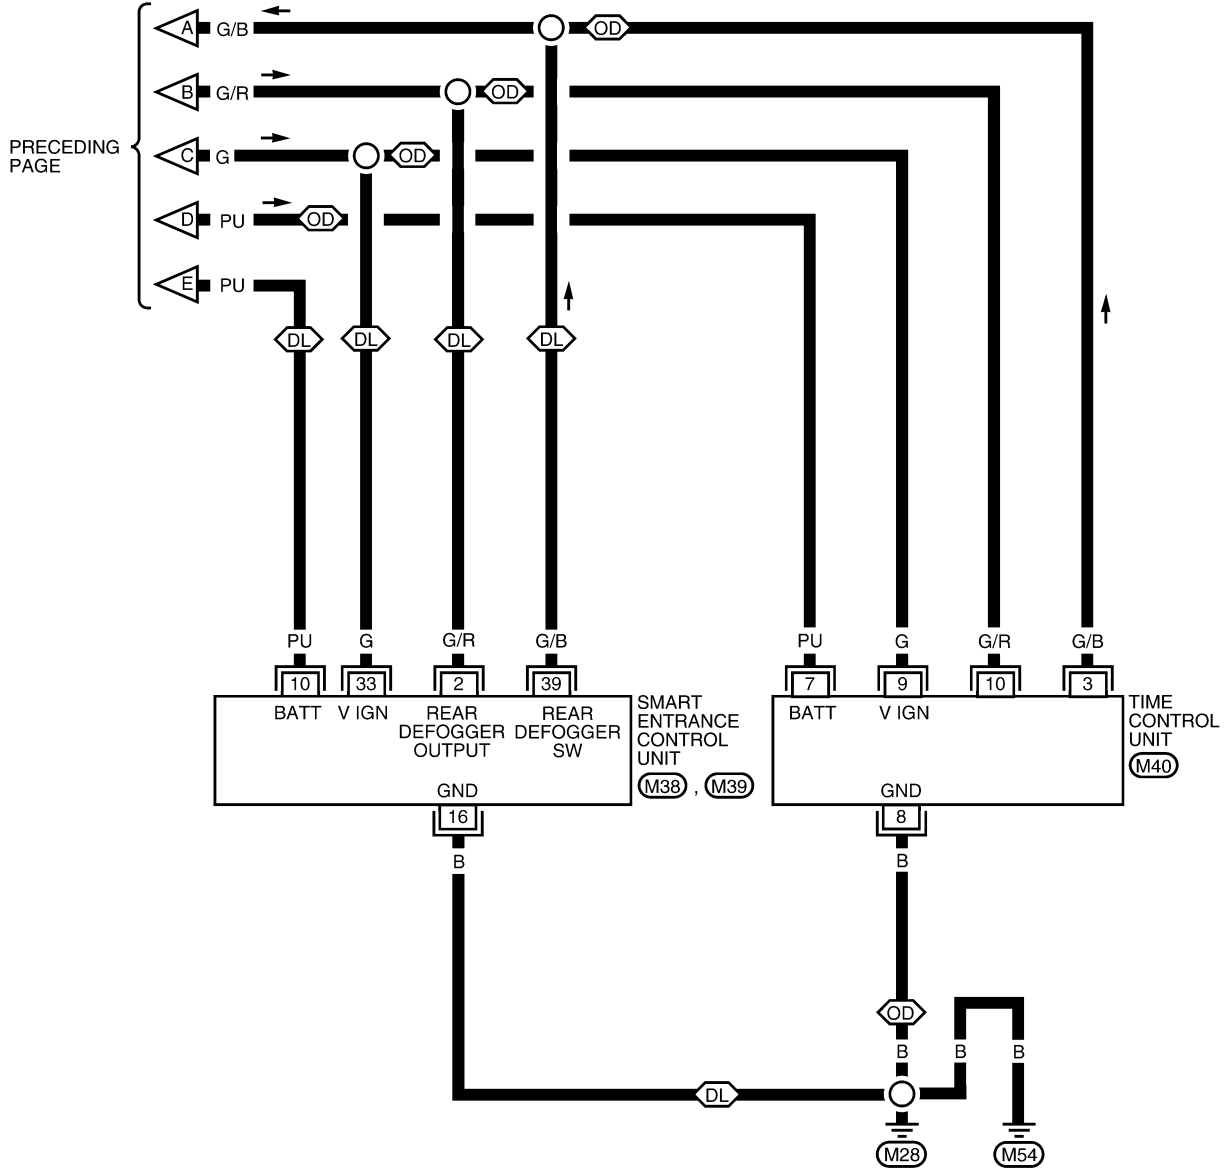 A G/B OD
B G/R OD
PRECEDING
PAGE
C G OD
D PU OD
E PU
DL DL DL DL
PU G G/R G/B PU G G/R G/B
10 33 2 39 7 9 10 3
BATT V IGN REAR
DEFOGGER
OUTPUT
REAR
DEFOGGER
SW
SMART
ENTRANCE
CONTROL
UNIT
M38 , M39
BATT V IGN
TIME
CONTROL
UNIT
M40
GND GND
16 8
B B
OD
B B B
DL
M28 M54